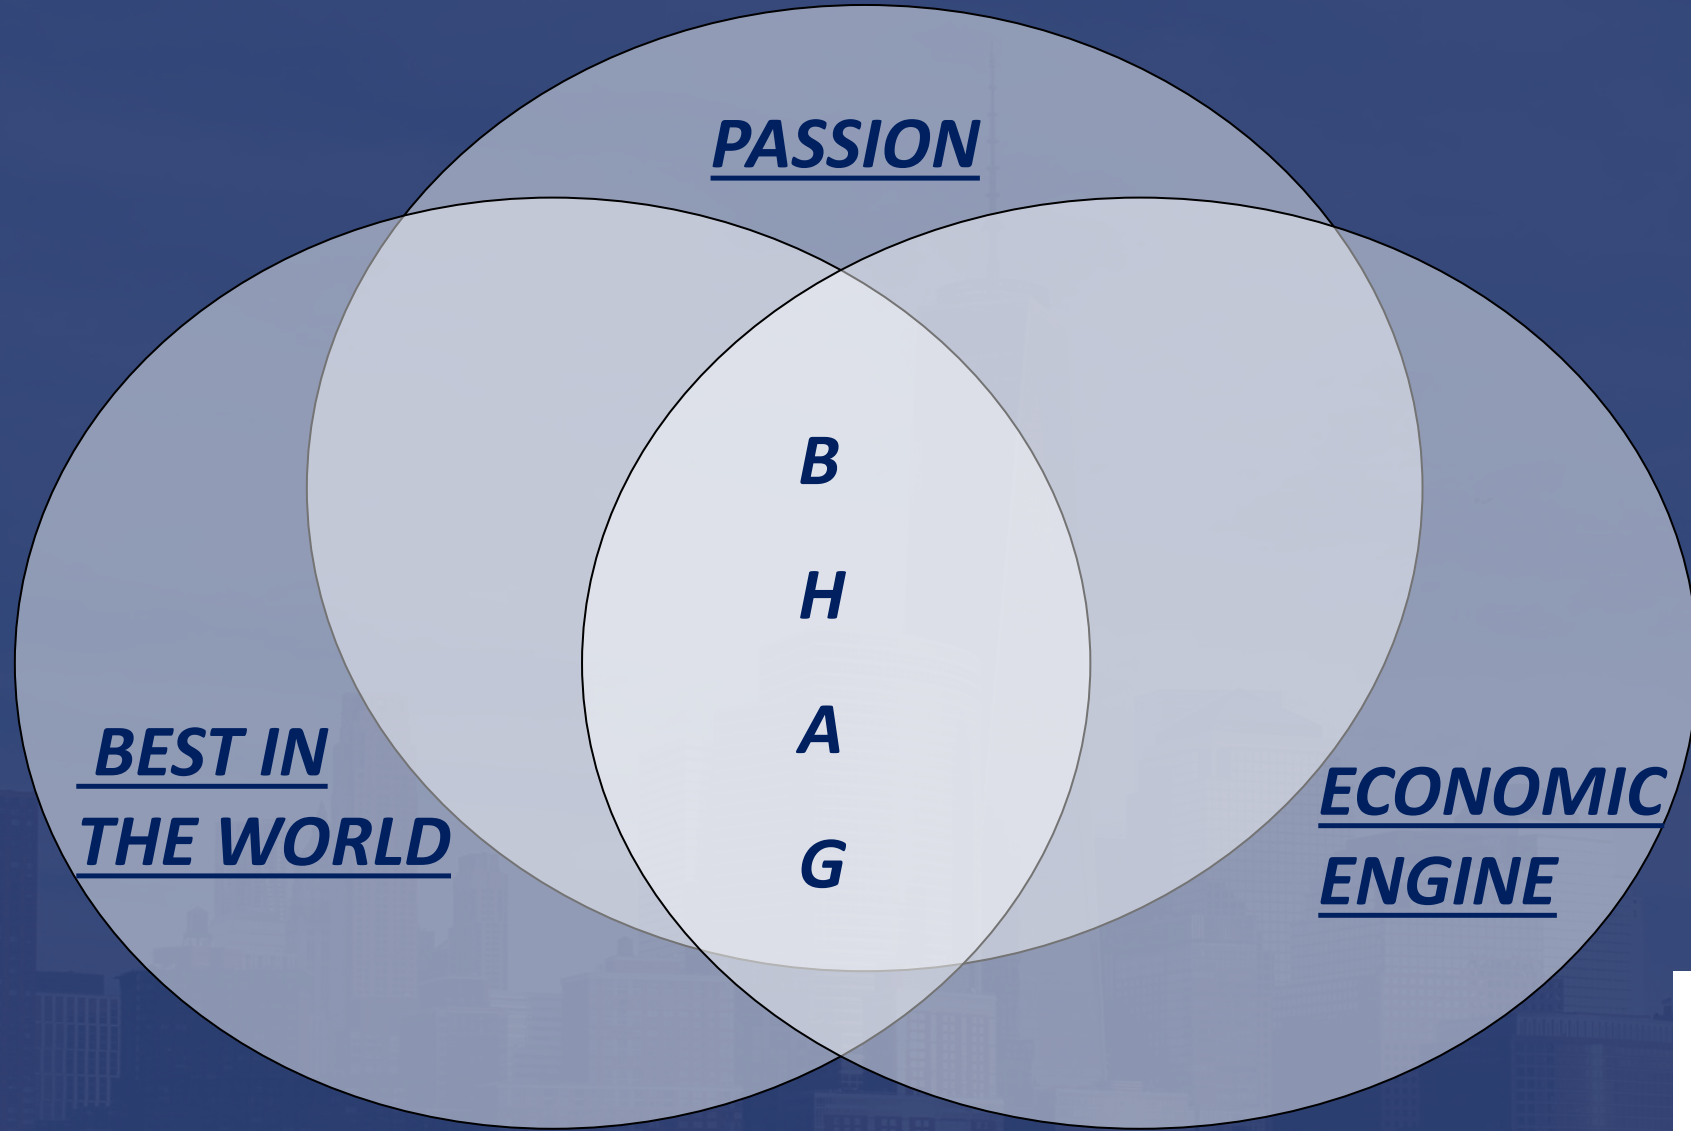 PASSION
B
H
A
G
BEST IN
THE WORLD
ECONOMIC
ENGINE